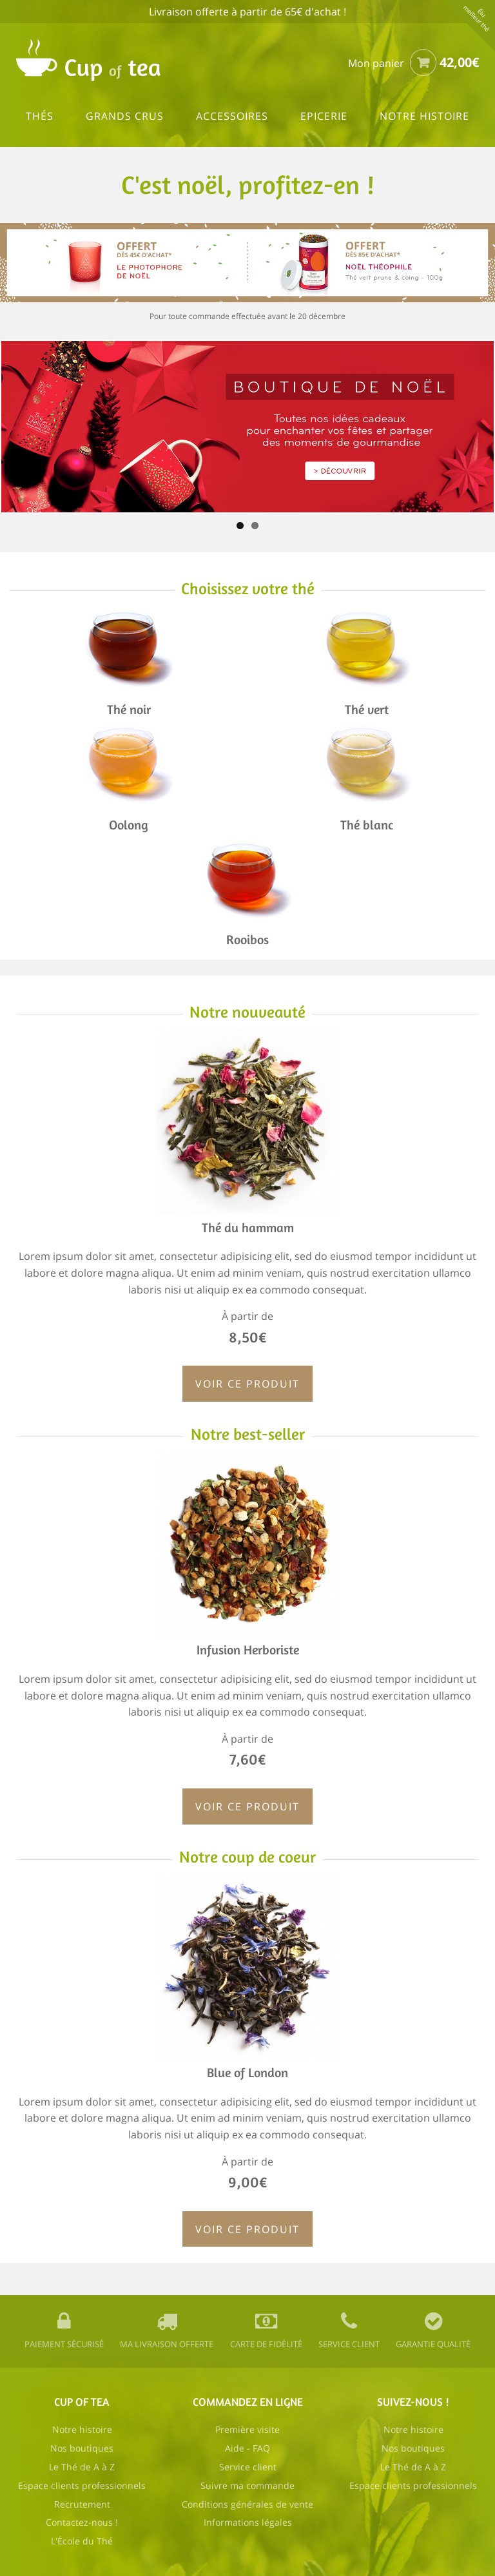 Livraison offerte à partir de 65€ d'achat !
Élu
meilleur thé
Cup of tea
Mon panier 42,00€
THÉS GRANDS CRUS ACCESSOIRES EPICERIE NOTRE HISTOIRE
C'est noël, profitez-en !
OFFERT
DÈS 45€ D'ACHAT*
LE PHOTOPHORE
DE NOËL
OFFERT
DÈS 85€ D'ACHAT*
NOËL THÉOPHILE
Thé vert prune & coing - 100g
Pour toute commande effectuée avant le 20 décembre
BOUTIQUE DE NOËL
Toutes nos idées cadeaux
pour enchanter vos fêtes et partager
des moments de gourmandise
> DÉCOUVRIR
Choisissez votre thé
Thé noir Thé vert
Oolong Thé blanc
Rooibos
Notre nouveauté
Thé du hammam
Lorem ipsum dolor sit amet, consectetur adipisicing elit, sed do eiusmod tempor incididunt ut
labore et dolore magna aliqua. Ut enim ad minim veniam, quis nostrud exercitation ullamco
laboris nisi ut aliquip ex ea commodo consequat.
À partir de
8,50€
VOIR CE PRODUIT
Notre best-seller
Infusion Herboriste
Lorem ipsum dolor sit amet, consectetur adipisicing elit, sed do eiusmod tempor incididunt ut
labore et dolore magna aliqua. Ut enim ad minim veniam, quis nostrud exercitation ullamco
laboris nisi ut aliquip ex ea commodo consequat.
À partir de
7,60€
VOIR CE PRODUIT
Notre coup de coeur
Blue of London
Lorem ipsum dolor sit amet, consectetur adipisicing elit, sed do eiusmod tempor incididunt ut
labore et dolore magna aliqua. Ut enim ad minim veniam, quis nostrud exercitation ullamco
laboris nisi ut aliquip ex ea commodo consequat.
À partir de
9,00€
VOIR CE PRODUIT
PAIEMENT SÉCURISÉ MA LIVRAISON OFFERTE CARTE DE FIDÉLITÉ SERVICE CLIENT GARANTIE QUALITÉ
CUP OF TEA
Notre histoire
Nos boutiques
Le Thé de A à Z
Espace clients professionnels
Recrutement
Contactez-nous !
L'École du Thé
COMMANDEZ EN LIGNE
Première visite
Aide - FAQ
Service client
Suivre ma commande
Conditions générales de vente
Informations légales
SUIVEZ-NOUS !
Notre histoire
Nos boutiques
Le Thé de A à Z
Espace clients professionnels